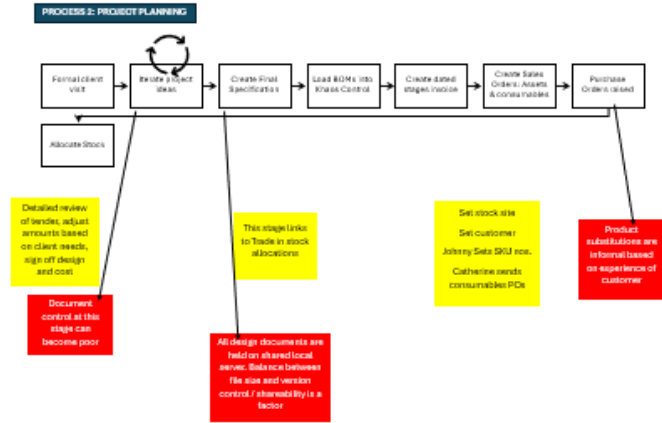 PROCESS 2: PROJECT PLANNING
Formal client
visit
Iterate project
ideas
Create Final
Specification
Load BOMs into
Khaos Control
Create dated
stages invoice
Create Sales
Orders: Assets
& consumables
Purchase
Orders raised
Allocate Stock
Detailed review
of tender, adjust
amounts based
on client needs,
sign off design
and cost
This stage links
to Trade in stock
allocations
Set stock site
Set customer
Johnny Sets SKU nos.
Catherine sends
consumables POs
Product
substitutions are
informal based
on experience of
customer
Document
control at this
stage can
become poor
All design documents are
held on shared local
server. Balance between
file size and version
control / shareability is a
factor